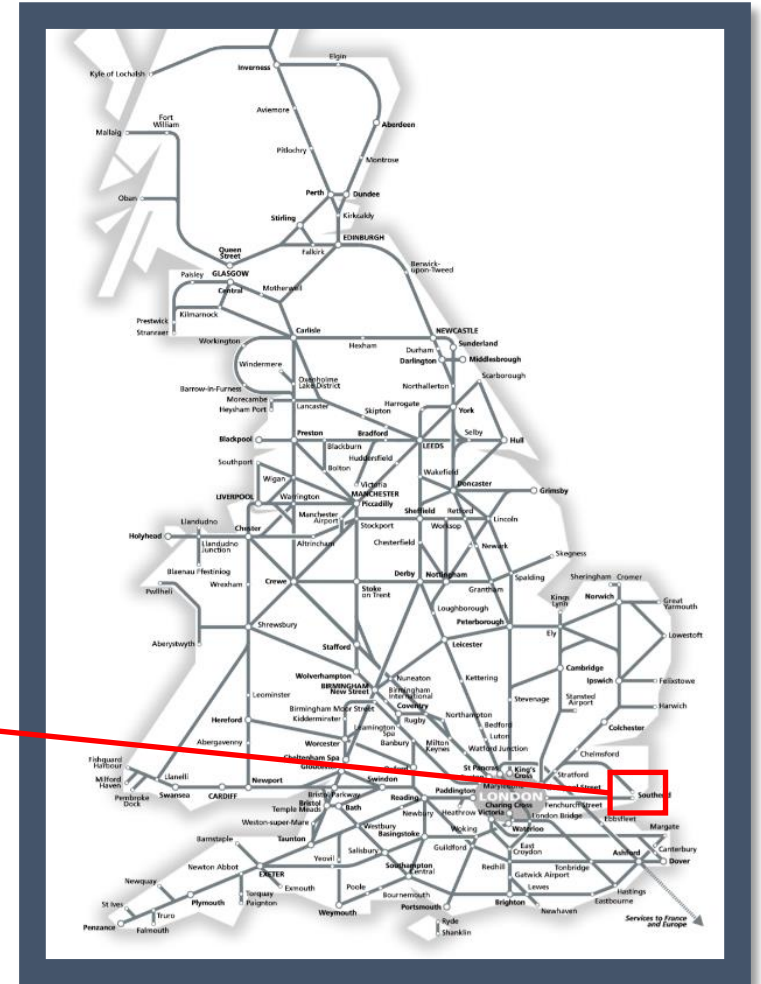 Elgin
Inverness
Kyle of Lochalsh
Aviemore
Fort
William
Aberdeen
Mallaig
Pitlochry
Montrose
Perth
Dundee
Oban
Stirling
Kirkcaldy
EDINBURGH
Queen
Street
Falkirk
Berwick-
upon-Tweed
Paisley
GLASGOW
Central
Motherwell
Prestwick
Kilmarnock
Stranraer
Carlisle
NEWCASTLE
Workington
Hexham
Sunderland
Durham
Darlington
Middlesbrough
Windermere
Scarborough
Oxenholme
Lake District
Barrow-in-Furness
Northallerton
Morecambe
Heysham Port
Lancaster
Harrogate
York
Skipton
Preston
Bradford
Selby
Blackpool
Blackburn
LEEDS
Hull
Southport
Huddersfield
Bolton
Wakefield
Wigan
Victoria
Doncaster
MANCHESTER
Piccadilly
Grimsby
LIVERPOOL
Warrington
Manchester
Airport
Sheffield
Retford
Llandudno
Chester
Stockport
Worksop
Lincoln
Holyhead
Llandudno
Junction
Altrincham
Chesterfield
Newark
Skegness
Blaenau Ffestiniog
Derby
Nottingham
Spalding
Sheringham
Cromer
Pwllheli
Wrexham
Crewe
Stoke
on Trent
Grantham
Kings
Lynn
Norwich
Great
Yarmouth
Loughborough
Shrewsbury
Peterborough
Ely
Lowestoft
Aberystwyth
Stafford
Leicester
Cambridge
Wolverhampton
Nuneaton
Kettering
Ipswich
Felixstowe
BIRMINGHAM
New Street
Birmingham
International
Stansted
Airport
Leominster
Coventry
Stevenage
Harwich
Birmingham Moor Street
Rugby
Northampton
Hereford
Kidderminster
Leamington
Spa
Bedford
Colchester
Abergavenny
Worcester
Banbury
Milton
Keynes
Luton
Watford Junction
Chelmsford
Cheltenham Spa
Gloucester
St Pancras
King's
Cross
Stratford
Fishguard
Harbour
Llanelli
Newport
Swindon
Street
Southend
Milford
Haven
Paddington
LONDON
Pembroke
Dock
Swansea
CARDIFF
Bristol Parkway
Reading
Charing Cross
Fenchurch Street
Bristol
Temple Meads
Bath
Newbury
Heathrow
Victoria
London Bridge
Ebbsfleet
Weston-super-Mare
Waterloo
Margate
Westbury
Basingstoke
Woking
Barnstaple
Taunton
East
Croydon
Canterbury
Yeovil
Salisbury
Guildford
Ashford
Dover
Newton Abbot
EXETER
Southampton
Central
Redhill
Tonbridge
Gatwick Airport
Newquay
Exmouth
Poole
Lewes
Hastings
St Ives
Plymouth
Torquay
Paignton
Bournemouth
Brighton
Eastbourne
Truro
Weymouth
Portsmouth
Newhaven
Penzance
Falmouth
Ryde
Shanklin
Services to France
and Europe